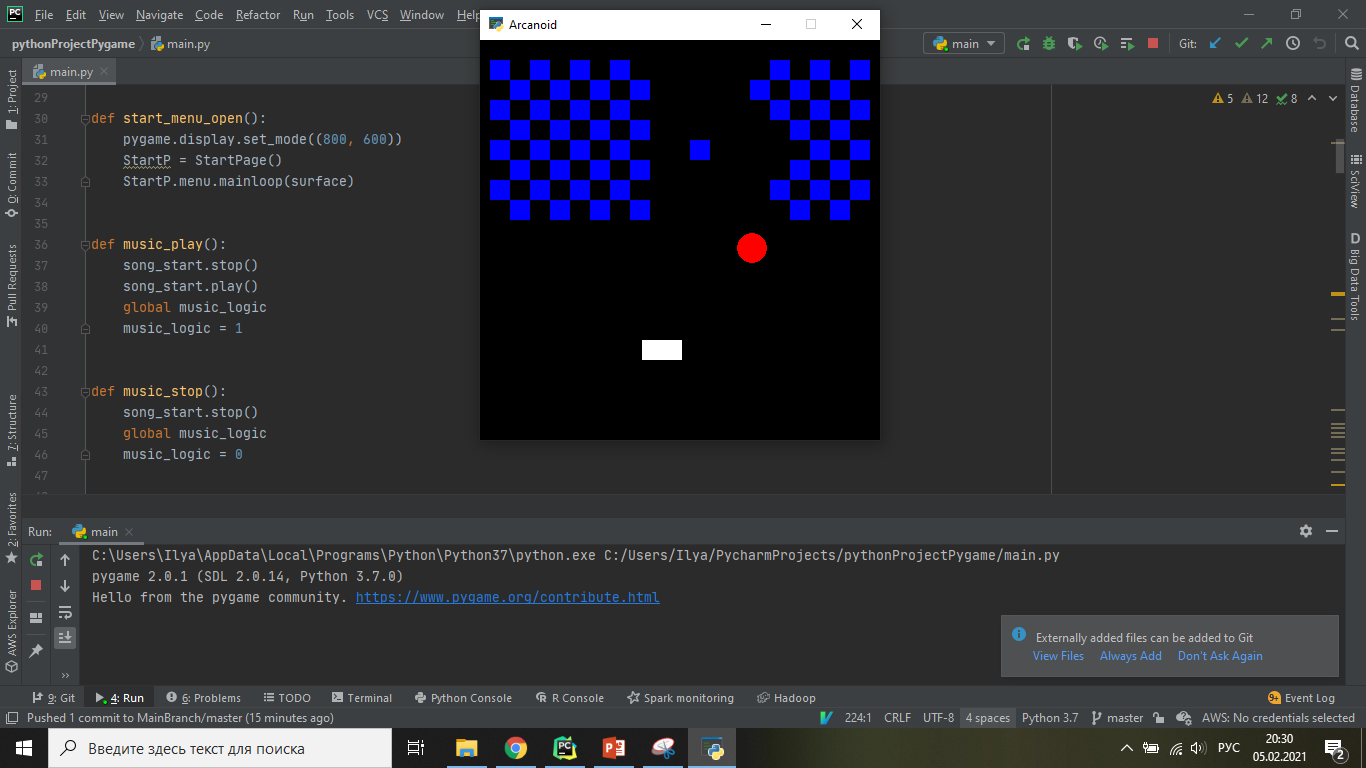 File Edit View Navigate Code Refactor Run Tools VCS Window Help
Arcanoid
pythonProjectPygame main.py
main
Git:
main.py
5 12 8
29
30 def start_menu_open():
31 pygame.display.set_mode((800, 600))
32 StartP = StartPage()
33 StartP.menu.mainloop(surface)
34
35
36 def music_play():
37 song_start.stop()
38 song_start.play()
39 global music_logic
40 music_logic = 1
41
42
43 def music_stop():
44 song_start.stop()
45 global music_logic
46 music_logic = 0
47
1: Project
0: Commit
Pull Requests
7: Structure
2: Favorites
AWS Explorer
Database
SciView
D Big Data Tools
Run: main
C:\Users\Ilya\AppData\Local\Programs\Python\Python37\python.exe C:/Users/Ilya/PycharmProjects/pythonProjectPygame/main.py
pygame 2.0.1 (SDL 2.0.14, Python 3.7.0)
Hello from the pygame community. https://www.pygame.org/contribute.html
Externally added files can be added to Git
View Files Always Add Don't Ask Again
9: Git 4: Run 6: Problems TODO Terminal Python Console R Console Spark monitoring Hadoop 9+ Event Log
Pushed 1 commit to MainBranch/master (15 minutes ago) 224:1 CRLF UTF-8 4 spaces Python 3.7 master AWS: No credentials selected
Введите здесь текст для поиска
РУС
20:30
05.02.2021
2